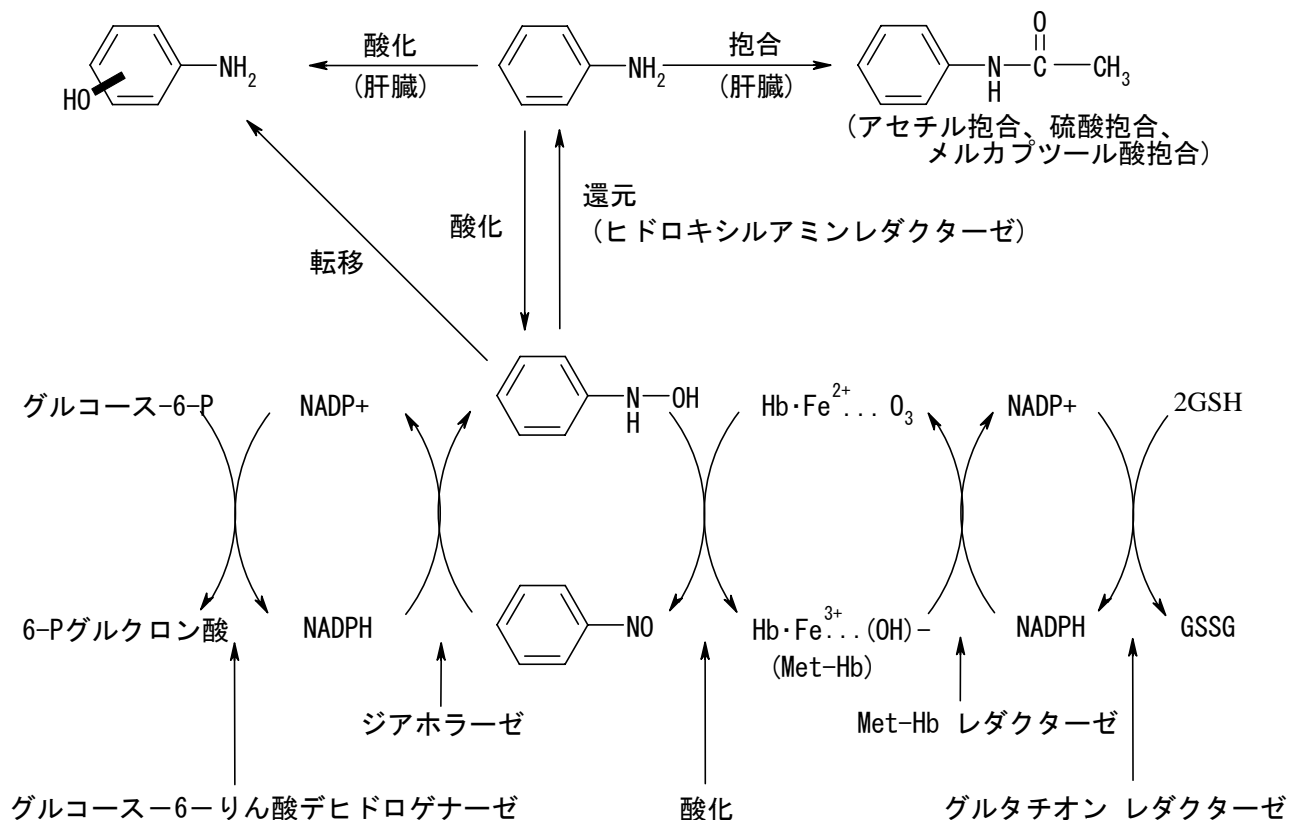 酸化
(肝臓)
抱合
(肝臓)
HO
NH2
NH2
O
N
H
C
CH3
(アセチル抱合、硫酸抱合、
メルカプツール酸抱合)
酸化
還元
(ヒドロキシルアミンレダクターゼ)
転移
グルコース-6-P
NADP+
N
H
OH
Hb·Fe2+... O3
NADP+
2GSH
6-Pグルクロン酸
NADPH
NO
Hb·Fe3+...(OH)-
(Met-Hb)
NADPH
GSSG
ジアホラーゼ
Met-Hb レダクターゼ
グルコース-6-りん酸デヒドロゲナーゼ
酸化
グルタチオン レダクターゼ